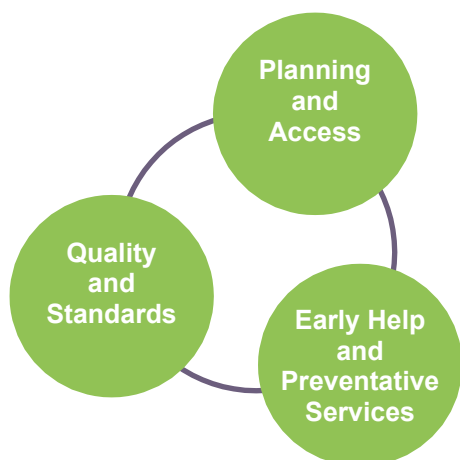 Planning
and
Access
Quality
and
Standards
Early Help
and
Preventative
Services